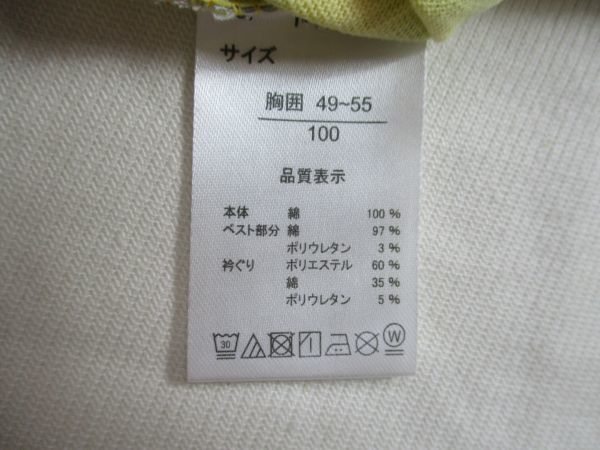 サイズ
胸囲 49~55
100
品質表示
本体 綿 100 %
ベスト部分 綿 97 %
ポリウレタン 3 %
衿ぐり ポリエステル 60 %
綿 35 %
ポリウレタン 5 %
30 W